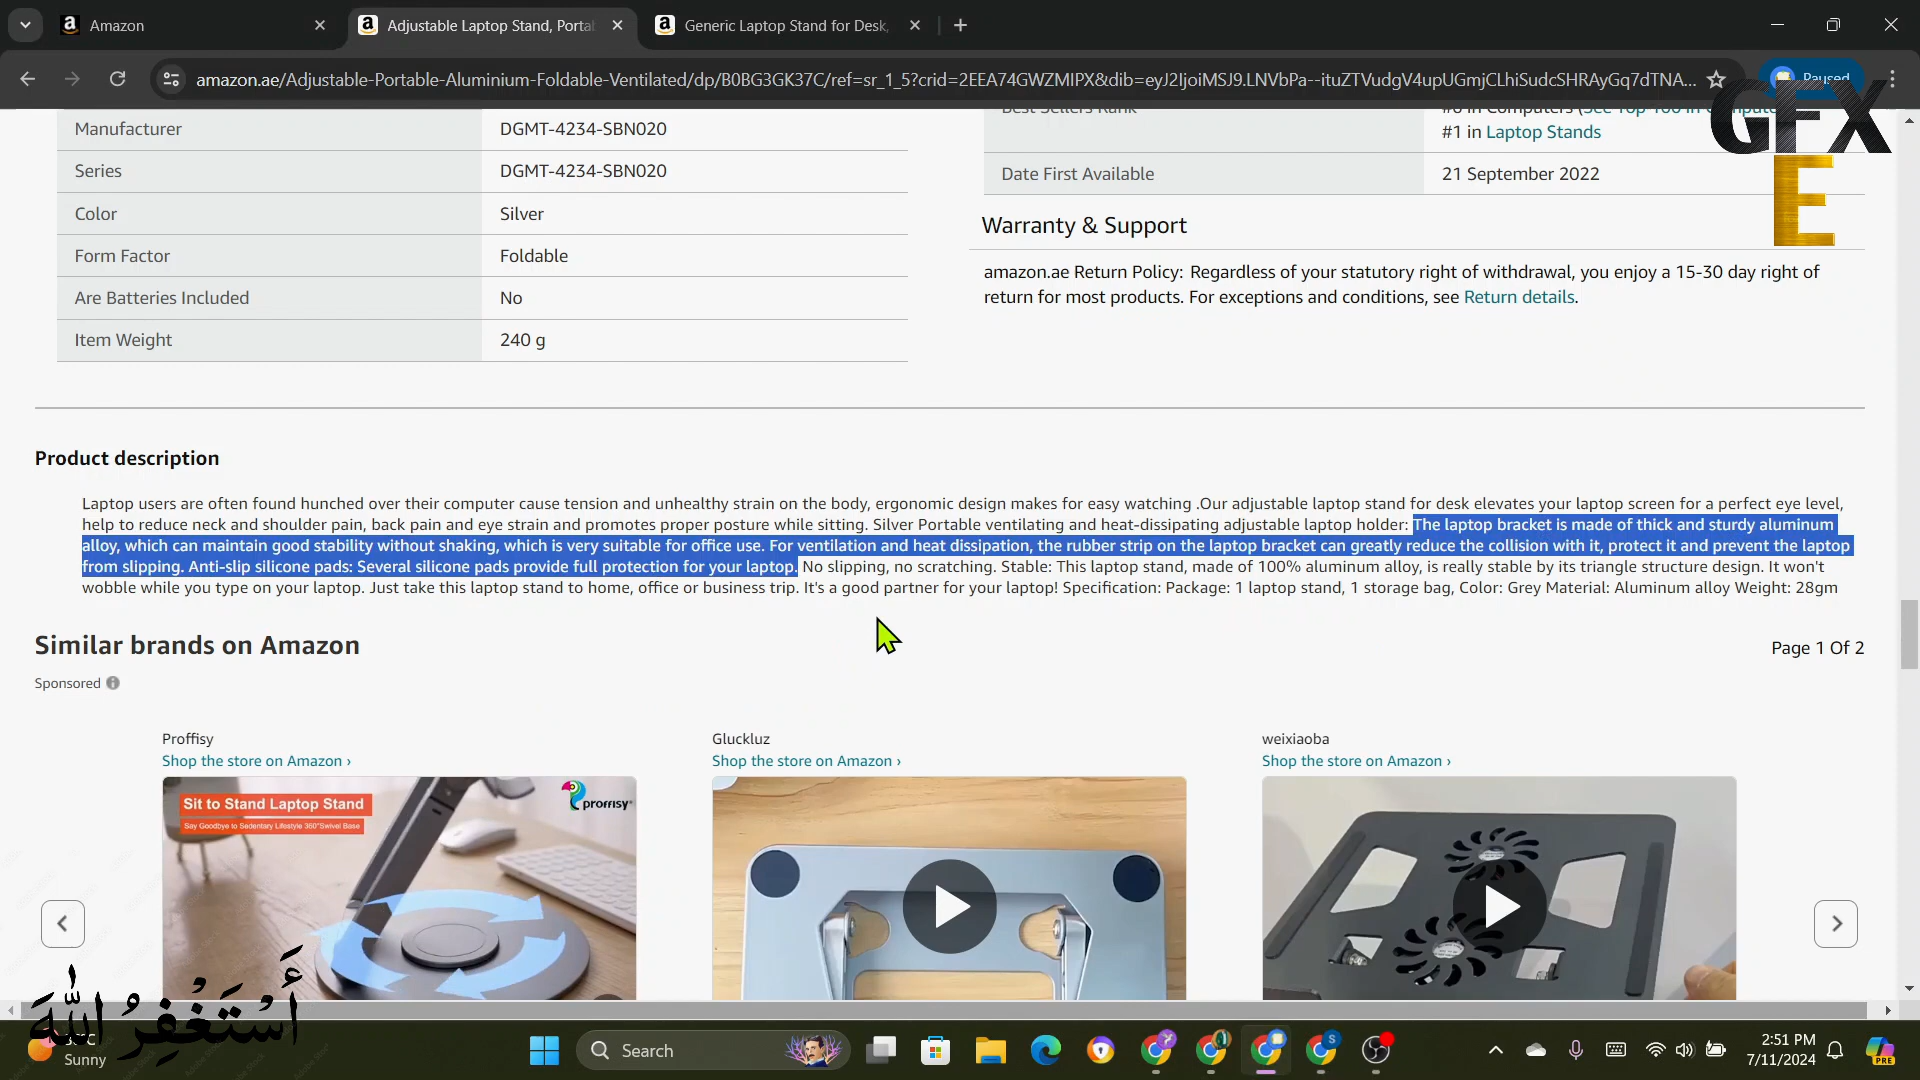 Amazon
Adjustable Laptop Stand, Porta
Generic Laptop Stand for Desk,
amazon.ae/Adjustable-Portable-Aluminium-Foldable-Ventilated/dp/B0BG3GK37C/ref=sr_1_5?crid=2EEA74GWZMIPX&dib=eyJ2IjoiMSJ9.LNVbPa--ituZTVudgV4upUGmjCLhiSudcSHRAyGq7dTNA...
Paused
GFX
E
Manufacturer DGMT-4234-SBN020
Series DGMT-4234-SBN020
Color Silver
Form Factor Foldable
Are Batteries Included No
Item Weight 240 g
Best Sellers Rank
#1 in Laptop Stands
Date First Available 21 September 2022
Warranty & Support
amazon.ae Return Policy: Regardless of your statutory right of withdrawal, you enjoy a 15-30 day right of
return for most products. For exceptions and conditions, see Return details.
Product description
Laptop users are often found hunched over their computer cause tension and unhealthy strain on the body, ergonomic design makes for easy watching .Our adjustable laptop stand for desk elevates your laptop screen for a perfect eye level,
help to reduce neck and shoulder pain, back pain and eye strain and promotes proper posture while sitting. Silver Portable ventilating and heat-dissipating adjustable laptop holder: The laptop bracket is made of thick and sturdy aluminum
alloy, which can maintain good stability without shaking, which is very suitable for office use. For ventilation and heat dissipation, the rubber strip on the laptop bracket can greatly reduce the collision with it, protect it and prevent the laptop
from slipping. Anti-slip silicone pads: Several silicone pads provide full protection for your laptop. No slipping, no scratching. Stable: This laptop stand, made of 100% aluminum alloy, is really stable by its triangle structure design. It won't
wobble while you type on your laptop. Just take this laptop stand to home, office or business trip. It's a good partner for your laptop! Specification: Package: 1 laptop stand, 1 storage bag, Color: Grey Material: Aluminum alloy Weight: 28gm
Similar brands on Amazon
Page 1 Of 2
Sponsored
Proffisy
Shop the store on Amazon ›
Gluckluz
Shop the store on Amazon ›
weixiaoba
Shop the store on Amazon ›
Sit to Stand Laptop Stand
Say Goodbye to Sedentary Lifestyle 360°Swivel Base
proffisy
أَسْتَغْفِرُ اللهَ
Sunny
Search
2:51 PM
7/11/2024
PRE